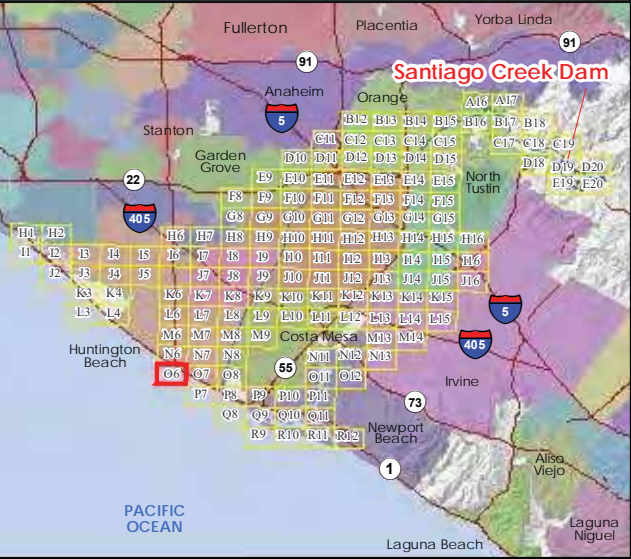 Yorba Linda
Fullerton
Placentia
91
91
Santiago Creek Dam
Anaheim
Orange
5
A16 A17
B12 B13 B14 B15 B16 B17 B18
Stanton
C11 C12 C13 C14 C15 C17 C18 C19
Garden
Grove
D10 D11 D12 D13 D14 D15 D18 D19 D20
22
E9 E10 E11 E12 E13 E14 E15 E19 E20
North
Tustin
F8 F9 F10 F11 F12 F13 F14 F15
405
G8 G9 G10 G11 G12 G13 G14 G15
H1 H2 H6 H7 H8 H9 H10 H11 H12 H13 H14 H15 H16
I1 I2 I3 I4 I5 I6 I7 I8 I9 I10 I11 I12 I13 I14 I15 I16
J2 J3 J4 J5 J7 J8 J9 J10 J11 J12 J13 J14 J15 J16
K3 K4 K6 K7 K8 K9 K10 K11 K12 K13 K14 K15
5
L3 L4 L6 L7 L8 L9 L10 L11 L12 L13 L14 L15
M6 M7 M8 M9 Costa Mesa M13 M14
405
Huntington
Beach
N6 N7 N8 N11 N12 N13
55
O6 O7 O8 O11 O12
Irvine
P7 P8 P9 P10 P11
73
Q8 Q9 Q10 Q11
Newport
Beach
R9 R10 R11 R12
1
Aliso
Viejo
PACIFIC
OCEAN
Laguna
Niguel
Laguna Beach